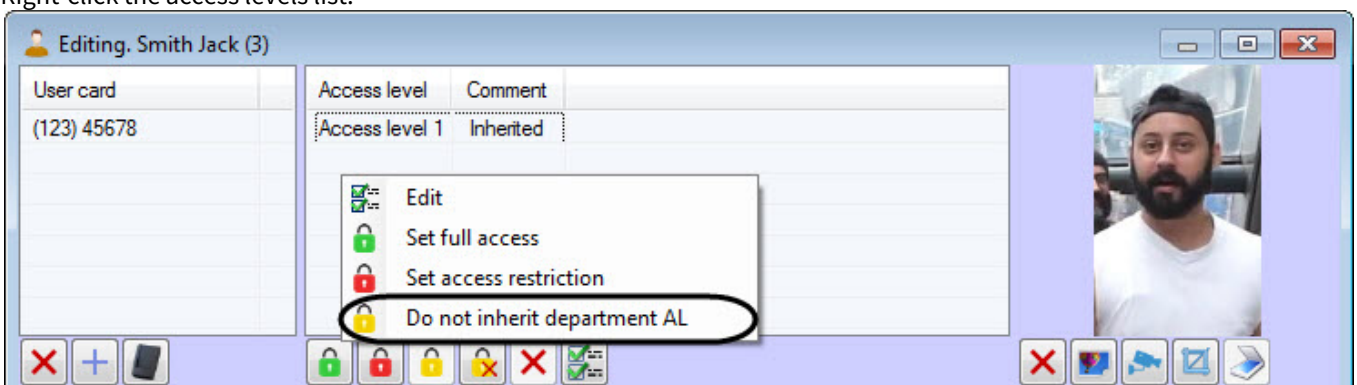 Right-click the access levels list.
Editing. Smith Jack (3)
User card
Access level Comment
(123) 45678
Access level 1 Inherited
Edit
Set full access
Set access restriction
Do not inherit department AL